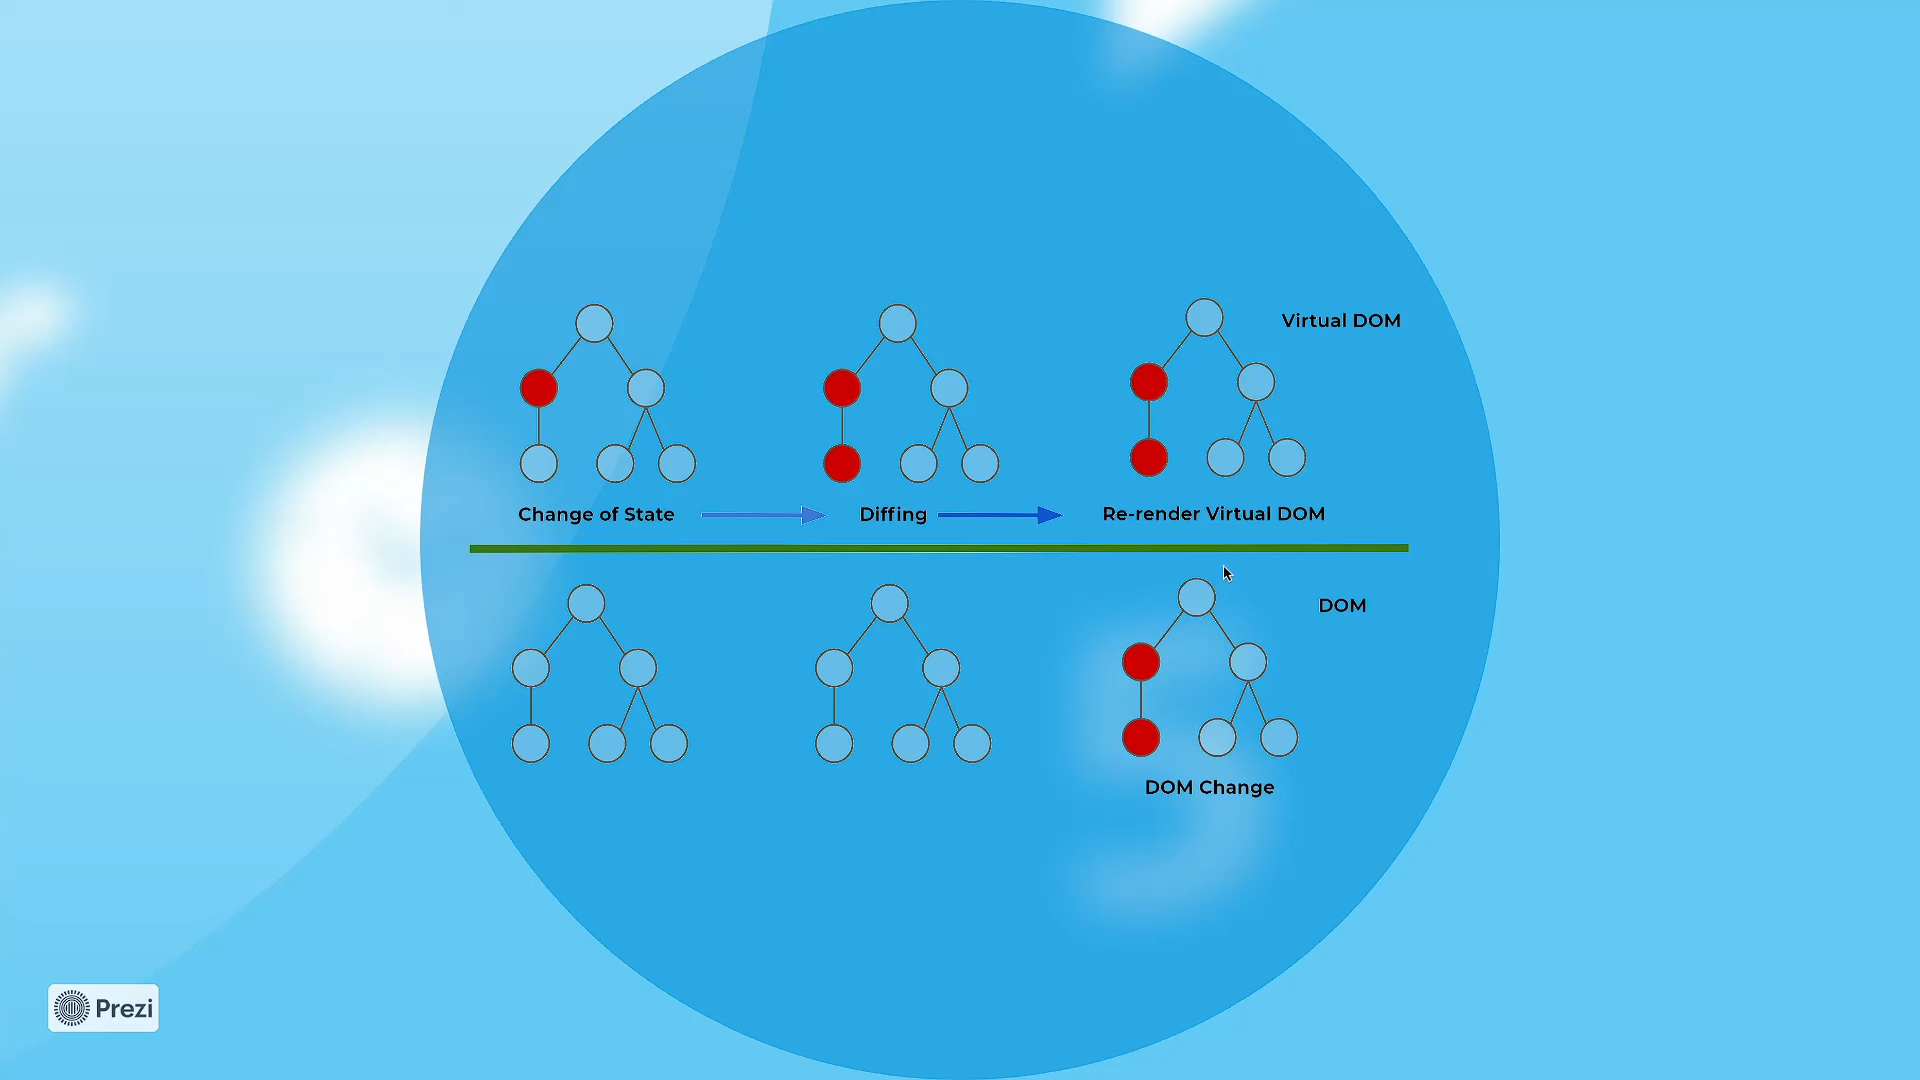 Virtual DOM
Change of State
Diffing
Re-render Virtual DOM
DOM
DOM Change
Prezi